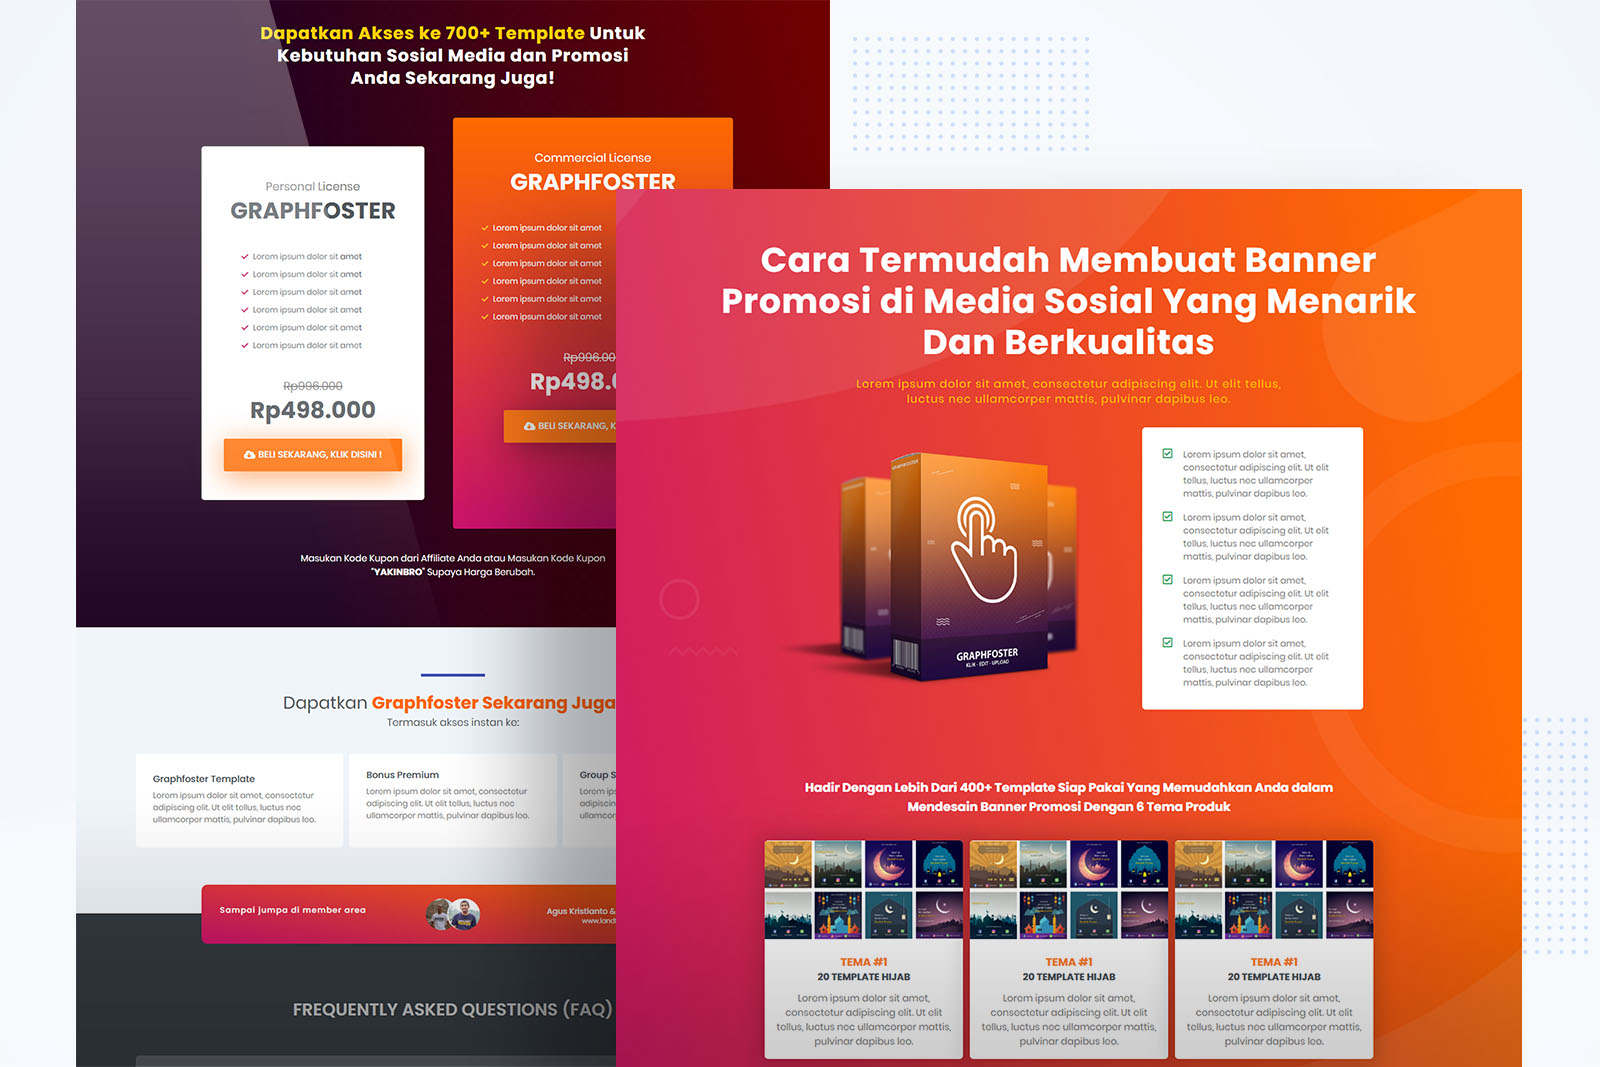 Dapatkan Akses ke 700+ Template Untuk
Kebutuhan Sosial Media dan Promosi
Anda Sekarang Juga!
Personal License
GRAPHFOSTER
Lorem ipsum dolor sit amet
Lorem ipsum dolor sit amet
Lorem ipsum dolor sit amet
Lorem ipsum dolor sit amet
Lorem ipsum dolor sit amet
Lorem ipsum dolor sit amet
Rp996.000
Rp498.000
BELI SEKARANG, KLIK DISINI !
Commercial License
GRAPHFOSTER
Lorem ipsum dolor sit amet
Lorem ipsum dolor sit amet
Lorem ipsum dolor sit amet
Lorem ipsum dolor sit amet
Lorem ipsum dolor sit amet
Lorem ipsum dolor sit amet
Rp996.00
Rp498.
BELI SEKARANG, K
Masukan Kode Kupon dari Affiliate Anda atau Masukan Kode Kupon
"YAKINBRO" Supaya Harga Berubah.
Dapatkan Graphfoster Sekarang Juga
Termasuk akses instan ke:
Graphfoster Template
Lorem ipsum dolor sit amet, consectetur
adipiscing elit. Ut elit tellus, luctus nec
ullamcorper mattis, pulvinar dapibus leo.
Bonus Premium
Lorem ipsum dolor sit amet, consectetur
adipiscing elit. Ut elit tellus, luctus nec
ullamcorper mattis, pulvinar dapibus leo.
Group S
Lorem ip
adipiscin
ullamcor
Sampai jumpa di member area
Agus Kristianto &
www.land
FREQUENTLY ASKED QUESTIONS (FAQ)
Cara Termudah Membuat Banner
Promosi di Media Sosial Yang Menarik
Dan Berkualitas
Lorem ipsum dolor sit amet, consectetur adipiscing elit. Ut elit tellus,
luctus nec ullamcorper mattis, pulvinar dapibus leo.
GRAPHFOSTER
GRAPHFOSTER
KLIK - EDIT - UPLOAD
Lorem ipsum dolor sit amet,
consectetur adipiscing elit. Ut elit
tellus, luctus nec ullamcorper
mattis, pulvinar dapibus leo.
Lorem ipsum dolor sit amet,
consectetur adipiscing elit. Ut elit
tellus, luctus nec ullamcorper
mattis, pulvinar dapibus leo.
Lorem ipsum dolor sit amet,
consectetur adipiscing elit. Ut elit
tellus, luctus nec ullamcorper
mattis, pulvinar dapibus leo.
Lorem ipsum dolor sit amet,
consectetur adipiscing elit. Ut elit
tellus, luctus nec ullamcorper
mattis, pulvinar dapibus leo.
Hadir Dengan Lebih Dari 400+ Template Siap Pakai Yang Memudahkan Anda dalam
Mendesain Banner Promosi Dengan 6 Tema Produk
TEMA #1
20 TEMPLATE HIJAB
Lorem ipsum dolor sit amet,
consectetur adipiscing elit. Ut elit
tellus, luctus nec ullamcorper mattis,
pulvinar dapibus leo.
TEMA #1
20 TEMPLATE HIJAB
Lorem ipsum dolor sit amet,
consectetur adipiscing elit. Ut elit
tellus, luctus nec ullamcorper mattis,
pulvinar dapibus leo.
TEMA #1
20 TEMPLATE HIJAB
Lorem ipsum dolor sit amet,
consectetur adipiscing elit. Ut elit
tellus, luctus nec ullamcorper mattis,
pulvinar dapibus leo.